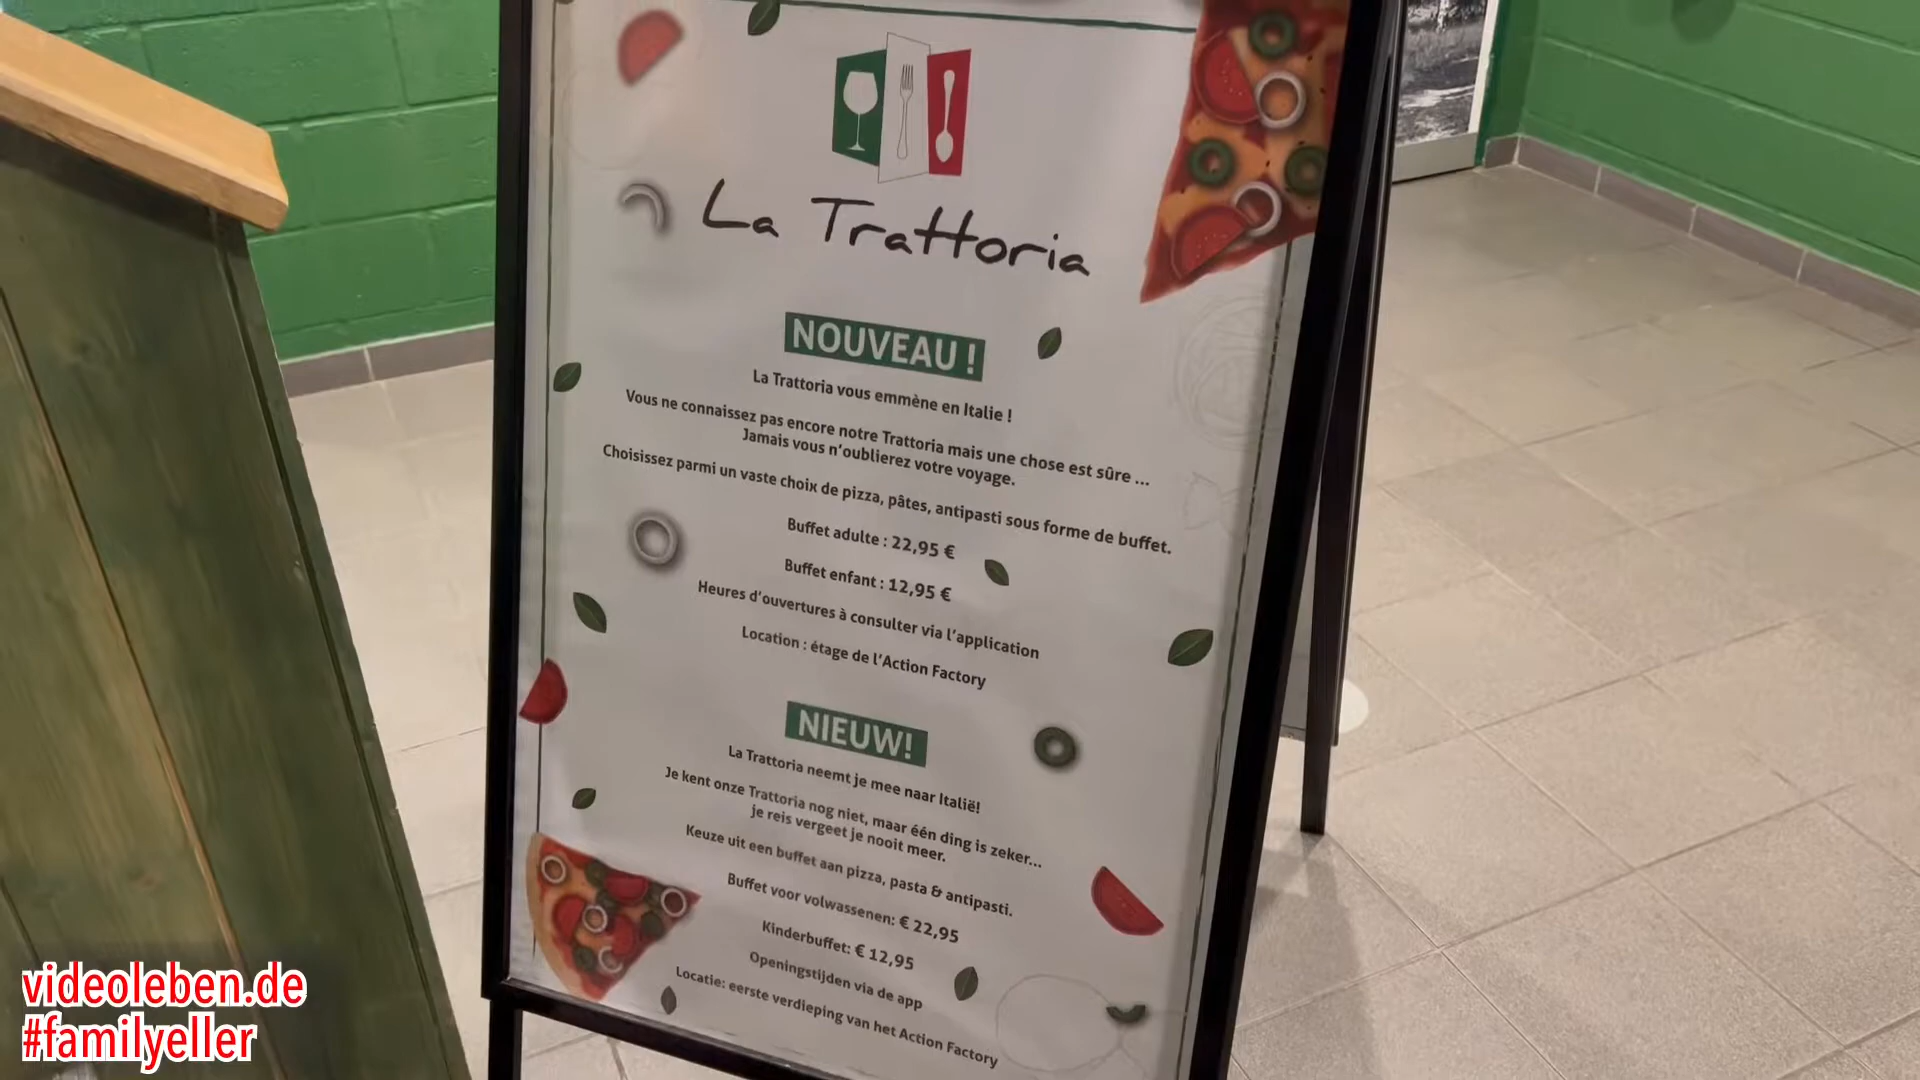 La Trattoria
NOUVEAU !
La Trattoria vous emmène en Italie !
Vous ne connaissez pas encore notre Trattoria mais une chose est sûre ...
Jamais vous n'oublierez votre voyage.
Choisissez parmi un vaste choix de pizza, pâtes, antipasti sous forme de buffet.
Buffet adulte : 22,95 €
Buffet enfant : 12,95 €
Heures d'ouvertures à consulter via l'application
Location : étage de l'Action Factory
NIEUW!
La Trattoria neemt je mee naar Italië!
Je kent onze Trattoria nog niet, maar één ding is zeker...
je reis vergeet je nooit meer.
Keuze uit een buffet aan pizza, pasta & antipasti.
Buffet voor volwassenen: € 22,95
Kinderbuffet: € 12,95
Openingstijden via de app
Locatie: eerste verdieping van het Action Factory
videoleben.de
#familyeller